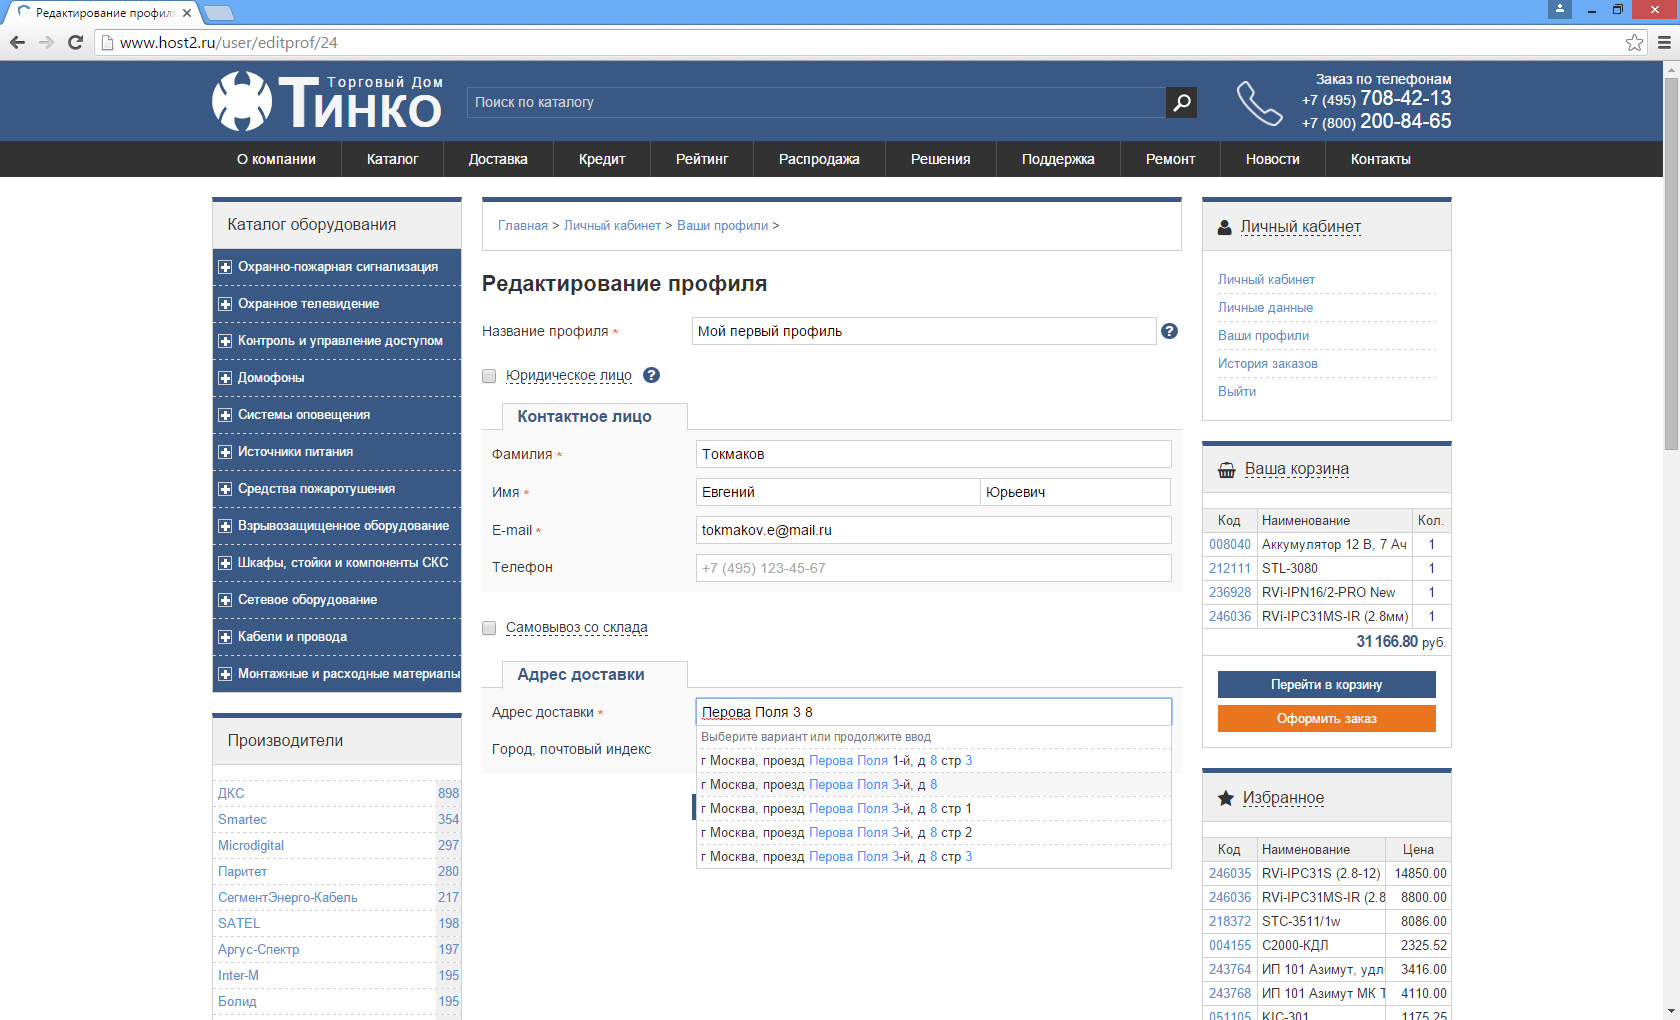 Редактирование профиля
www.host2.ru/user/editprof/24
Торговый Дом
Тинко
Поиск по каталогу
Заказ по телефонам
+7 (495) 708-42-13
+7 (800) 200-84-65
О компании Каталог Доставка Кредит Рейтинг Распродажа Решения Поддержка Ремонт Новости Контакты
Каталог оборудования
Охранно-пожарная сигнализация
Охранное телевидение
Контроль и управление доступом
Домофоны
Системы оповещения
Источники питания
Средства пожаротушения
Взрывозащищенное оборудование
Шкафы, стойки и компоненты СКС
Сетевое оборудование
Кабели и провода
Монтажные и расходные материалы
Производители
ДКС 898
Smartec 354
Microdigital 297
Паритет 280
СегментЭнерго-Кабель 217
SATEL 198
Аргус-Спектр 197
Inter-M 195
Болид 195
Главная > Личный кабинет > Ваши профили >
Редактирование профиля
Название профиля * Мой первый профиль ?
Юридическое лицо ?
Контактное лицо
Фамилия * Токмаков
Имя * Евгений Юрьевич
E-mail * tokmakov.e@mail.ru
Телефон +7 (495) 123-45-67
Самовывоз со склада
Адрес доставки
Адрес доставки * Перова Поля 3 8
Город, почтовый индекс
Выберите вариант или продолжите ввод
г Москва, проезд Перова Поля 1-й, д 8 стр 3
г Москва, проезд Перова Поля 3-й, д 8
г Москва, проезд Перова Поля 3-й, д 8 стр 1
г Москва, проезд Перова Поля 3-й, д 8 стр 2
г Москва, проезд Перова Поля 3-й, д 8 стр 3
Личный кабинет
Личный кабинет
Личные данные
Ваши профили
История заказов
Выйти
Ваша корзина
Код Наименование Кол.
008040 Аккумулятор 12 В, 7 Ач 1
212111 STL-3080 1
236928 RVi-IPN16/2-PRO New 1
246036 RVi-IPC31MS-IR (2.8мм) 1
31 166.80 руб.
Перейти в корзину
Оформить заказ
Избранное
Код Наименование Цена
246035 RVi-IPC31S (2.8-12) 14850.00
246036 RVi-IPC31MS-IR (2.8 8800.00
218372 STC-3511/1w 8086.00
004155 С2000-КДЛ 2325.52
243764 ИП 101 Азимут, удл 3416.00
243768 ИП 101 Азимут МК Т 4110.00
051105 KIC-301 1175.25